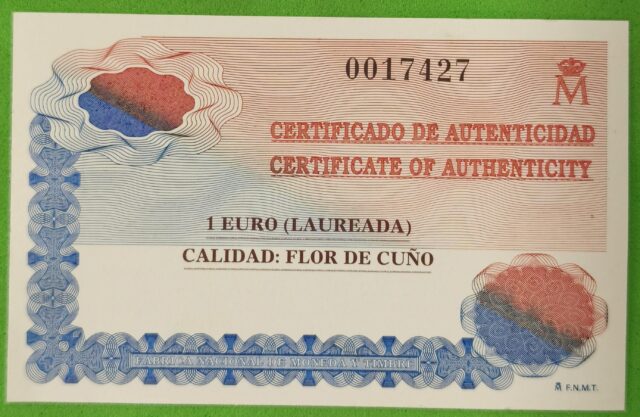 0017427
M
CERTIFICADO DE AUTENTICIDAD
CERTIFICATE OF AUTHENTICITY
1 EURO (LAUREADA)
CALIDAD: FLOR DE CUÑO
FABRICA NACIONAL DE MONEDA Y TIMBRE
M F.N.M.T.